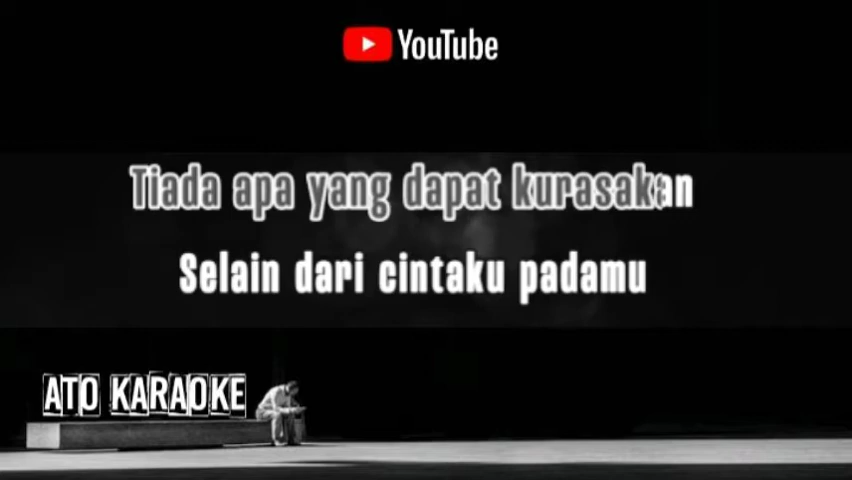 YouTube
Tiada apa yang dapat kurasakan
Selain dari cintaku padamu
ATO KARAOKE